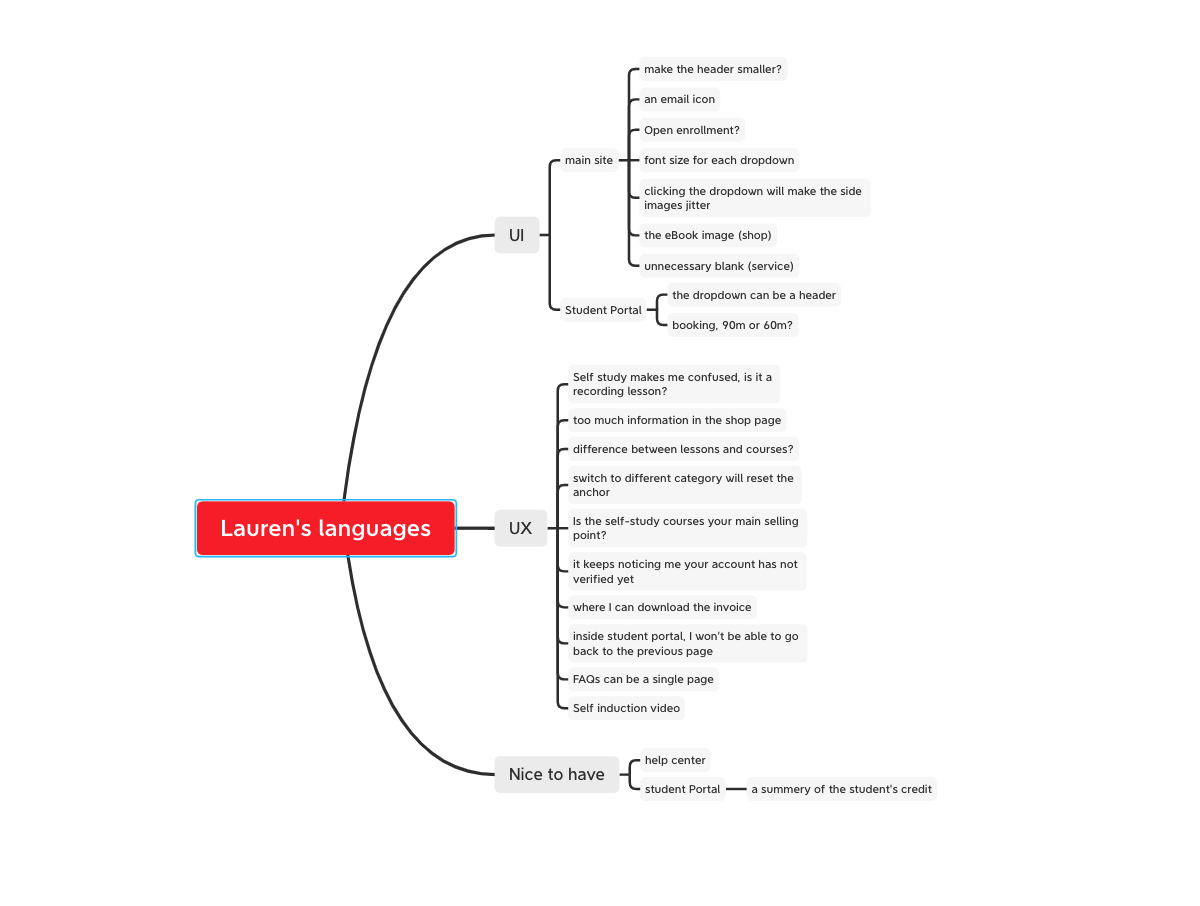 Lauren's languages
UI
main site
make the header smaller?
an email icon
Open enrollment?
font size for each dropdown
clicking the dropdown will make the side
images jitter
the eBook image (shop)
unnecessary blank (service)
Student Portal
the dropdown can be a header
booking, 90m or 60m?
UX
Self study makes me confused, is it a
recording lesson?
too much information in the shop page
difference between lessons and courses?
switch to different category will reset the
anchor
Is the self-study courses your main selling
point?
it keeps noticing me your account has not
verified yet
where I can download the invoice
inside student portal, I won't be able to go
back to the previous page
FAQs can be a single page
Self induction video
Nice to have
help center
student Portal
a summery of the student's credit